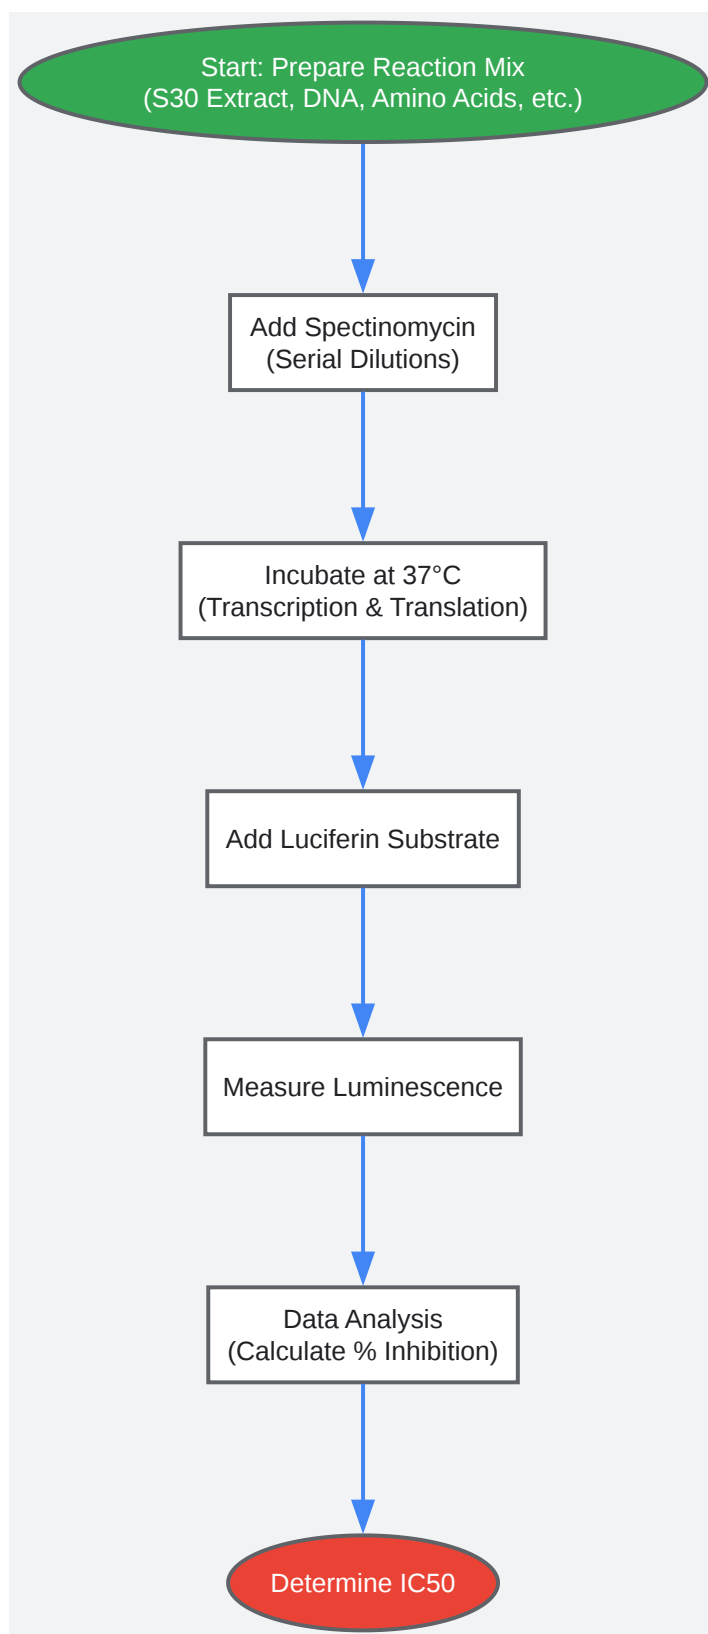 Start: Prepare Reaction Mix
(S30 Extract, DNA, Amino Acids, etc.)
Add Spectinomycin
(Serial Dilutions)
Incubate at 37°C
(Transcription & Translation)
Add Luciferin Substrate
Measure Luminescence
Data Analysis
(Calculate % Inhibition)
Determine IC50